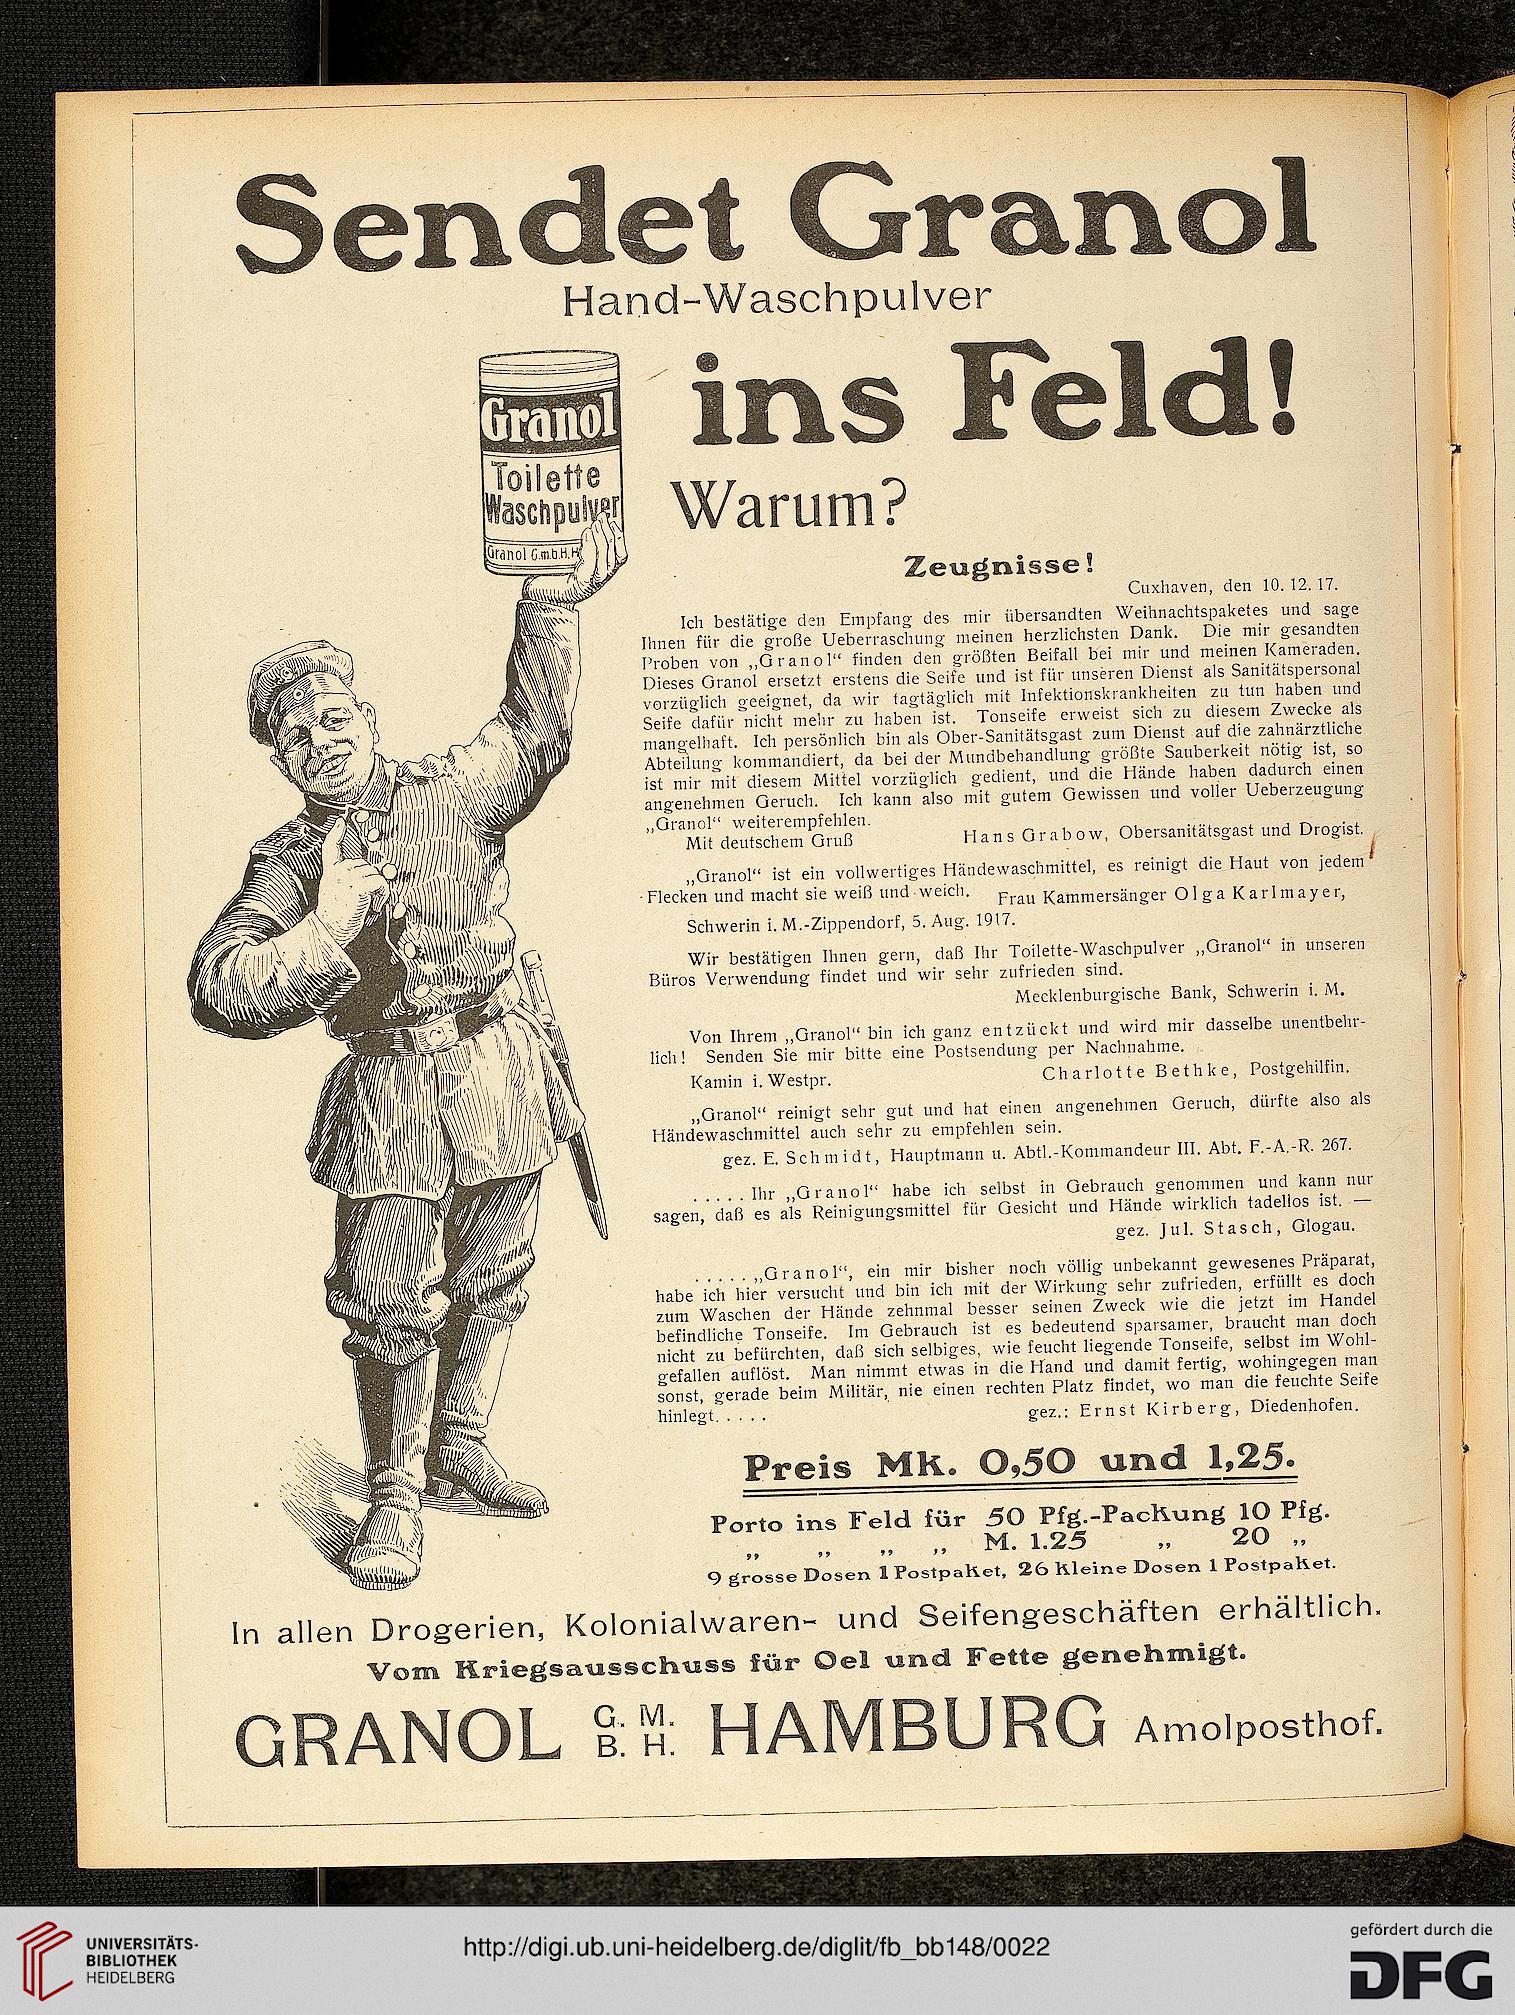 Sendet Granol
Hand-Waschpulver
ins Feld!
Granol
Toilette
Waschpulver
Granol G.m.b.H.H
Warum?
Zeugnisse!
Cuxhaven, den 10. 12. 17.
Ich bestätige den Empfang des mir übersandten Weihnachtspaketes und sage
Ihnen für die große Ueberraschung meinen herzlichsten Dank. Die mir gesandten
Proben von „Granol“ finden den größten Beifall bei mir und meinen Kameraden.
Dieses Granol ersetzt erstens die Seife und ist für unseren Dienst als Sanitätspersonal
vorzüglich geeignet, da wir tagtäglich mit Infektionskrankheiten zu tun haben und
Seife dafür nicht mehr zu haben ist. Tonseife erweist sich zu diesem Zwecke als
mangelhaft. Ich persönlich bin als Ober-Sanitätsgast zum Dienst auf die zahnärztliche
Abteilung kommandiert, da bei der Mundbehandlung größte Sauberkeit nötig ist, so
ist mir mit diesem Mittel vorzüglich gedient, und die Hände haben dadurch einen
angenehmen Geruch. Ich kann also mit gutem Gewissen und voller Ueberzeugung
„Granol“ weiterempfehlen.
Mit deutschem Gruß Hans Grabow, Obersanitätsgast und Drogist.
„Granol“ ist ein vollwertiges Händewaschmittel, es reinigt die Haut von jedem
Flecken und macht sie weiß und weich. Frau Kammersänger Olga Karlmayer,
Schwerin i. M.-Zippendorf, 5. Aug. 1917.
Wir bestätigen Ihnen gern, daß Ihr Toilette-Waschpulver „Granol“ in unseren
Büros Verwendung findet und wir sehr zufrieden sind.
Mecklenburgische Bank, Schwerin i. M.
Von Ihrem „Granol“ bin ich ganz entzückt und wird mir dasselbe unentbehr-
lich! Senden Sie mir bitte eine Postsendung per Nachnahme.
Kamin i. Westpr. Charlotte Bethke, Postgehilfin.
„Granol“ reinigt sehr gut und hat einen angenehmen Geruch, dürfte also als
Händewaschmittel auch sehr zu empfehlen sein.
gez. E. Schmidt, Hauptmann u. Abtl.-Kommandeur III. Abt. F.-A.-R. 267.
. . . . . Ihr „Granol“ habe ich selbst in Gebrauch genommen und kann nur
sagen, daß es als Reinigungsmittel für Gesicht und Hände wirklich tadellos ist. —
gez. Jul. Stasch, Glogau.
. . . . . „Granol“, ein mir bisher noch völlig unbekannt gewesenes Präparat,
habe ich hier versucht und bin ich mit der Wirkung sehr zufrieden, erfüllt es doch
zum Waschen der Hände zehnmal besser seinen Zweck wie die jetzt im Handel
befindliche Tonseife. Im Gebrauch ist es bedeutend sparsamer, braucht man doch
nicht zu befürchten, daß sich selbiges, wie feucht liegende Tonseife, selbst im Wohl-
gefallen auflöst. Man nimmt etwas in die Hand und damit fertig, wohingegen man
sonst, gerade beim Militär, nie einen rechten Platz findet, wo man die feuchte Seife
hinlegt. . . . . gez.: Ernst Kirberg, Diedenhofen.
Preis Mk. 0,50 und 1,25.
Porto ins Feld für 50 Pfg.-Packung 10 Pfg.
„ „ „ „ M. 1.25 „ 20 „
9 grosse Dosen 1 Postpaket, 26 kleine Dosen 1 Postpaket.
In allen Drogerien, Kolonialwaren- und Seifengeschäften erhältlich.
Vom Kriegsausschuss für Oel und Fette genehmigt.
GRANOL G. M. B. H. HAMBURG Amolposthof.
UNIVERSITÄTS-
BIBLIOTHEK
HEIDELBERG
http://digi.ub.uni-heidelberg.de/diglit/fb_bb148/0022
gefördert durch die
DFG